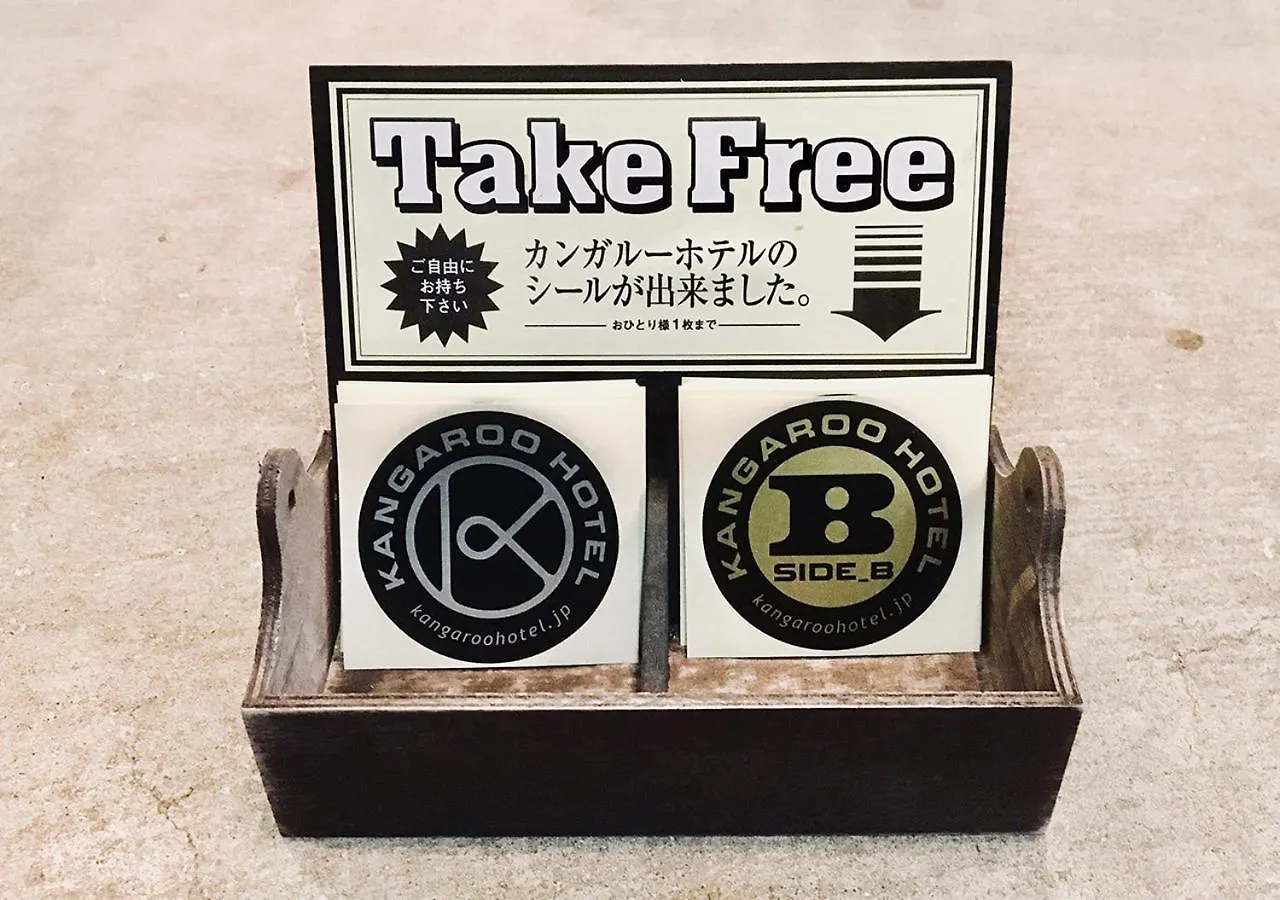 Take Free
ご自由に
お持ち
下さい
カンガルーホテルの
シールが出来ました。
おひとり様1枚まで
KANGAROO HOTEL
kangaroohotel.jp
KANGAROO HOTEL
B
SIDE_B
kangaroohotel.jp